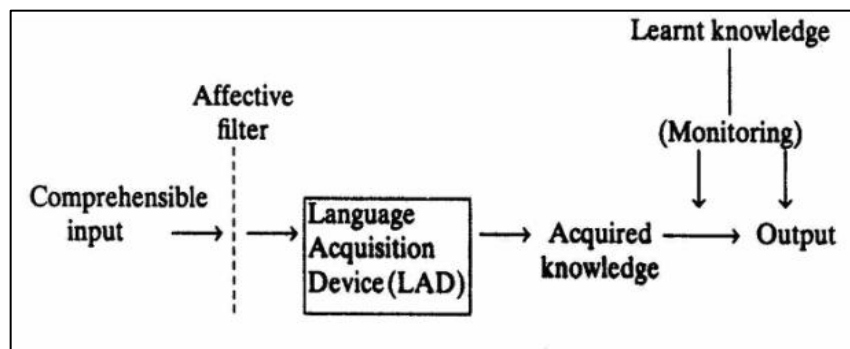 Learnt knowledge
Affective
filter
(Monitoring)
Comprehensible
input
Language
Acquisition
Device (LAD)
Acquired
knowledge
Output